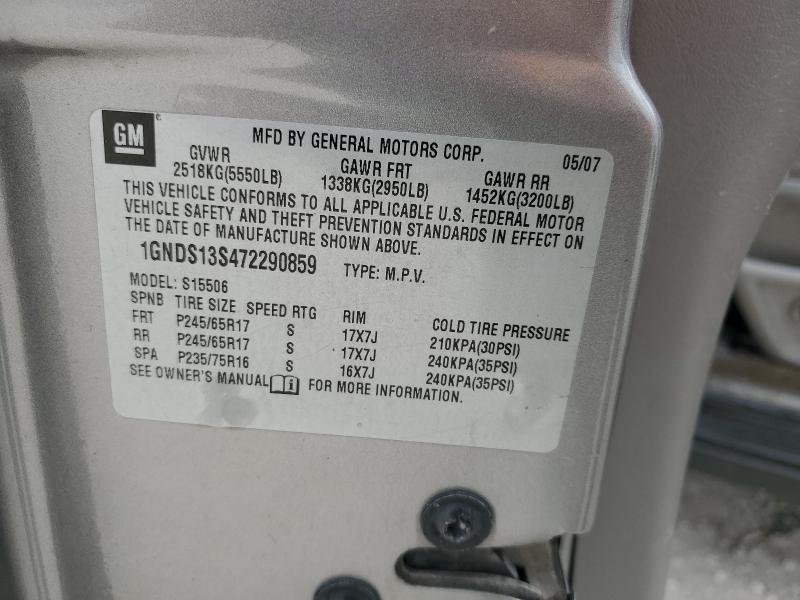 GM
MFD BY GENERAL MOTORS CORP. 05/07
GVWR GAWR FRT GAWR RR
2518KG(5550LB) 1338KG(2950LB) 1452KG(3200LB)
THIS VEHICLE CONFORMS TO ALL APPLICABLE U.S. FEDERAL MOTOR
VEHICLE SAFETY AND THEFT PREVENTION STANDARDS IN EFFECT ON
THE DATE OF MANUFACTURE SHOWN ABOVE.
1GNDS13S472290859 TYPE: M.P.V.
MODEL: S15506
SPNB TIRE SIZE SPEED RTG RIM COLD TIRE PRESSURE
FRT P245/65R17 S 17X7J 210KPA(30PSI)
RR P245/65R17 S 17X7J 240KPA(35PSI)
SPA P235/75R16 S 16X7J 240KPA(35PSI)
SEE OWNER'S MANUAL FOR MORE INFORMATION.